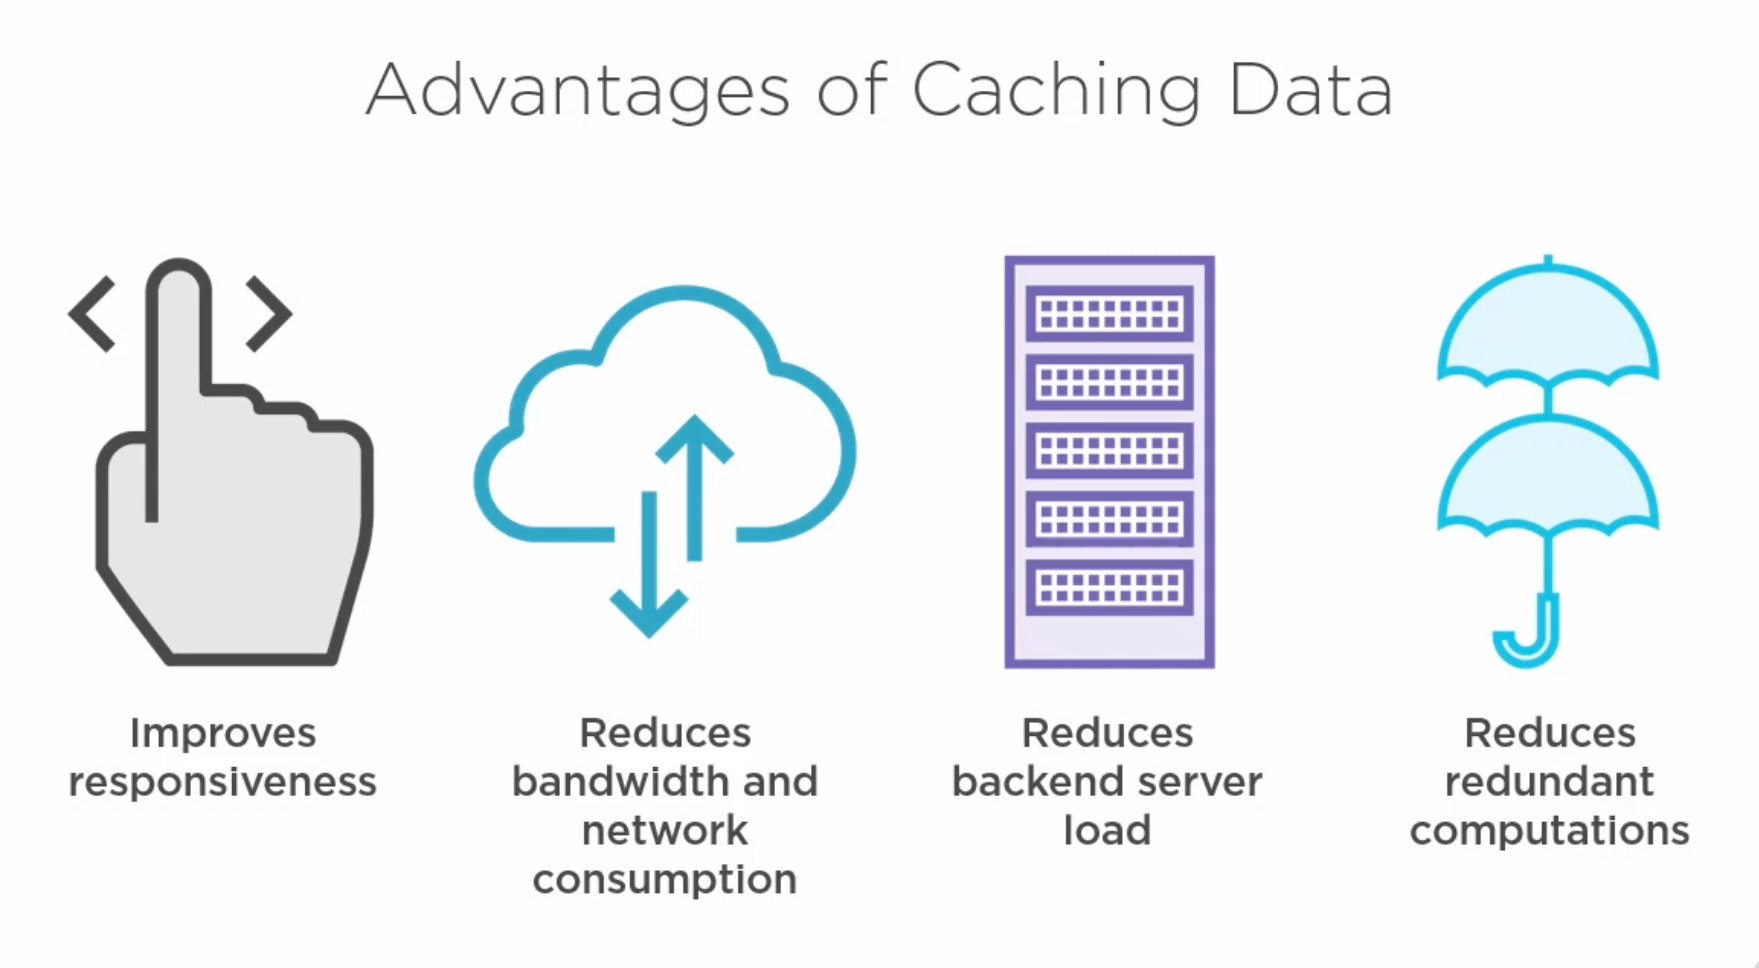 Advantages of Caching Data
Improves
responsiveness
Reduces
bandwidth and
network
consumption
Reduces
backend server
load
Reduces
redundant
computations